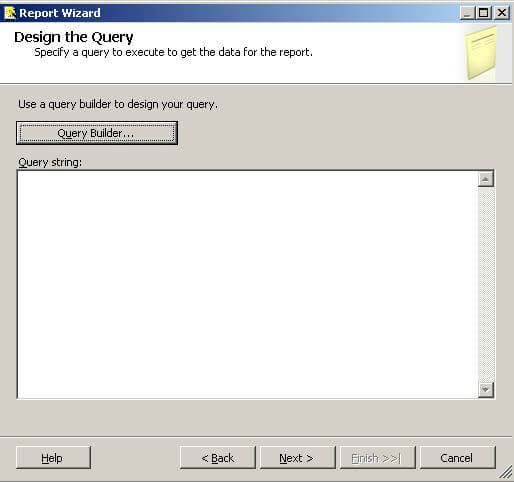 Report Wizard
Design the Query
Specify a query to execute to get the data for the report.
Use a query builder to design your query.
Query Builder...
Query string:
Help
< Back
Next >
Finish >>|
Cancel